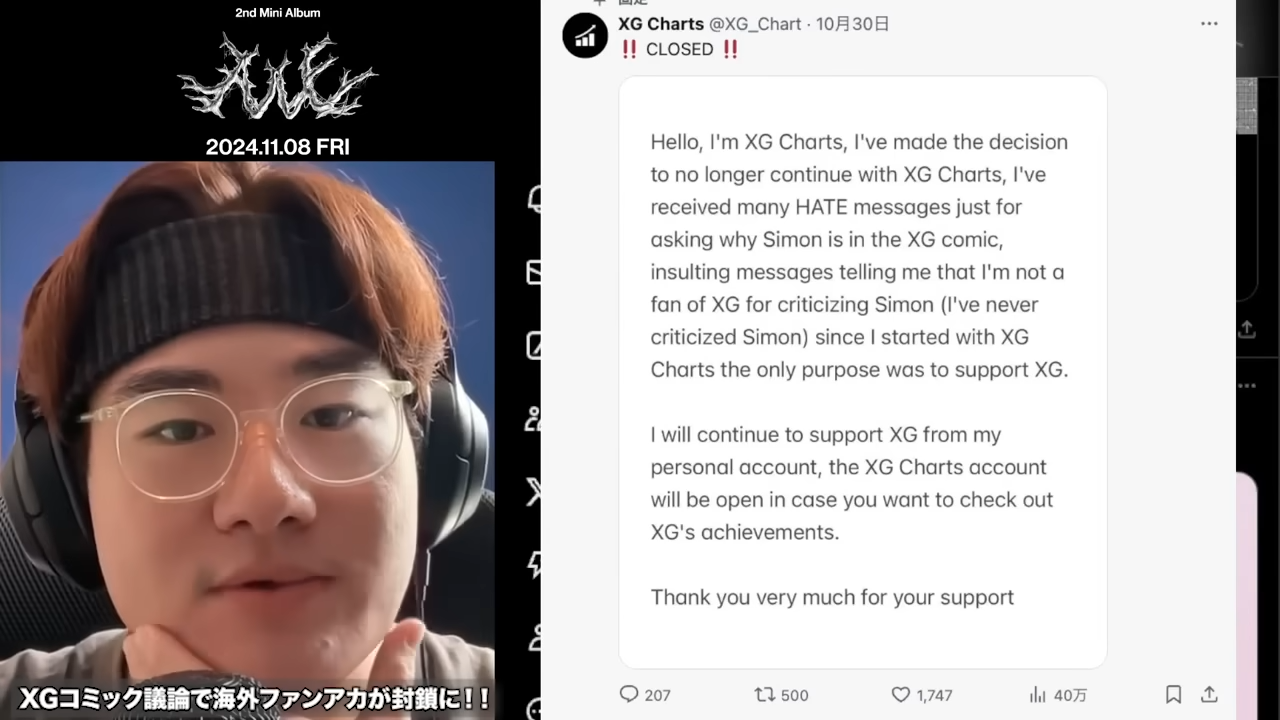 2nd Mini Album
AWE
2024.11.08 FRI
XGコミック議論で海外ファンアカが封鎖に!!
XG Charts @XG_Chart · 10月30日
‼️ CLOSED ‼️
Hello, I'm XG Charts, I've made the decision
to no longer continue with XG Charts, I've
received many HATE messages just for
asking why Simon is in the XG comic,
insulting messages telling me that I'm not a
fan of XG for criticizing Simon (I've never
criticized Simon) since I started with XG
Charts the only purpose was to support XG.
I will continue to support XG from my
personal account, the XG Charts account
will be open in case you want to check out
XG's achievements.
Thank you very much for your support
207 500 1,747 40万